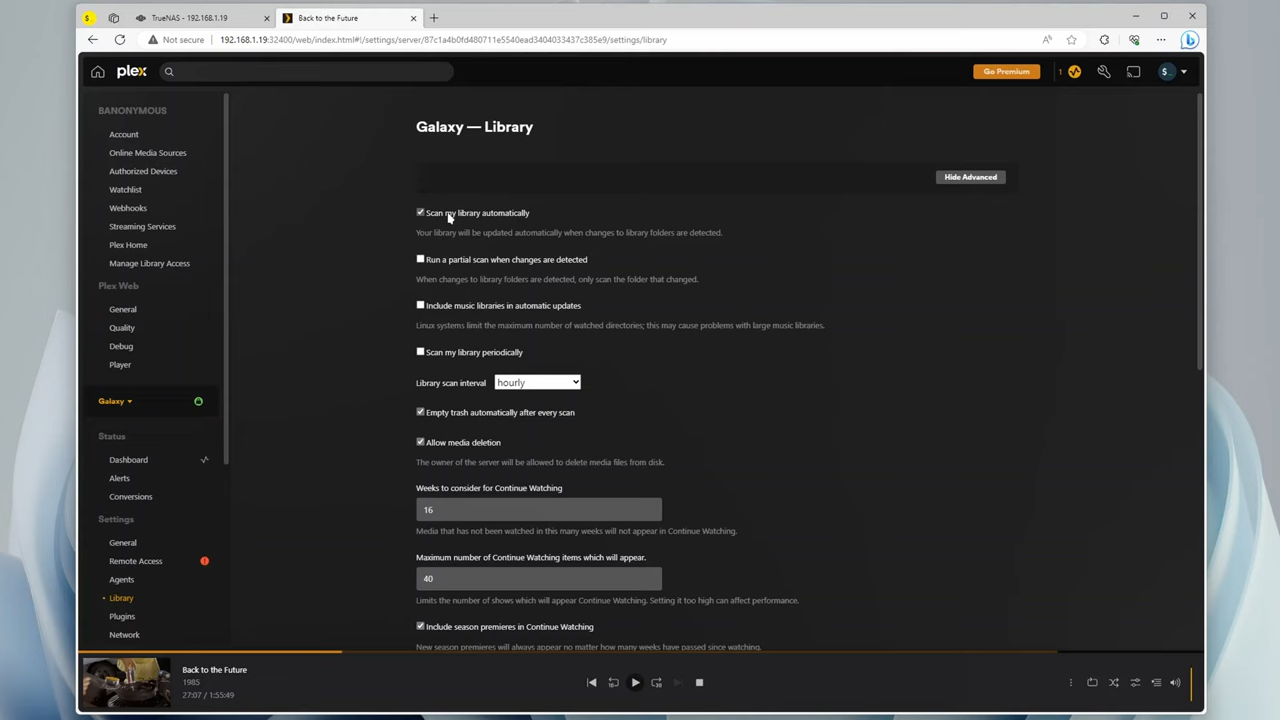 TrueNAS - 192.168.1.19
Back to the Future
Not secure
192.168.1.19:32400/web/index.html#!/settings/server/87c1a4b0fd480711e5540ead3404033437c385e9/settings/library
plex
Go Premium
1
$...
BANONYMOUS
Account
Online Media Sources
Authorized Devices
Watchlist
Webhooks
Streaming Services
Plex Home
Manage Library Access
Plex Web
General
Quality
Debug
Player
Galaxy
Status
Dashboard
Alerts
Conversions
Settings
General
Remote Access
Agents
Library
Plugins
Network
Galaxy — Library
Hide Advanced
Scan my library automatically
Your library will be updated automatically when changes to library folders are detected.
Run a partial scan when changes are detected
When changes to library folders are detected, only scan the folder that changed.
Include music libraries in automatic updates
Linux systems limit the maximum number of watched directories; this may cause problems with large music libraries.
Scan my library periodically
Library scan interval hourly
Empty trash automatically after every scan
Allow media deletion
The owner of the server will be allowed to delete media files from disk.
Weeks to consider for Continue Watching
16
Media that has not been watched in this many weeks will not appear in Continue Watching.
Maximum number of Continue Watching items which will appear.
40
Limits the number of shows which will appear Continue Watching. Setting it too high can affect performance.
Include season premieres in Continue Watching
New season premieres will always appear no matter how many weeks have passed since watching.
Back to the Future
1985
27:07 / 1:55:49